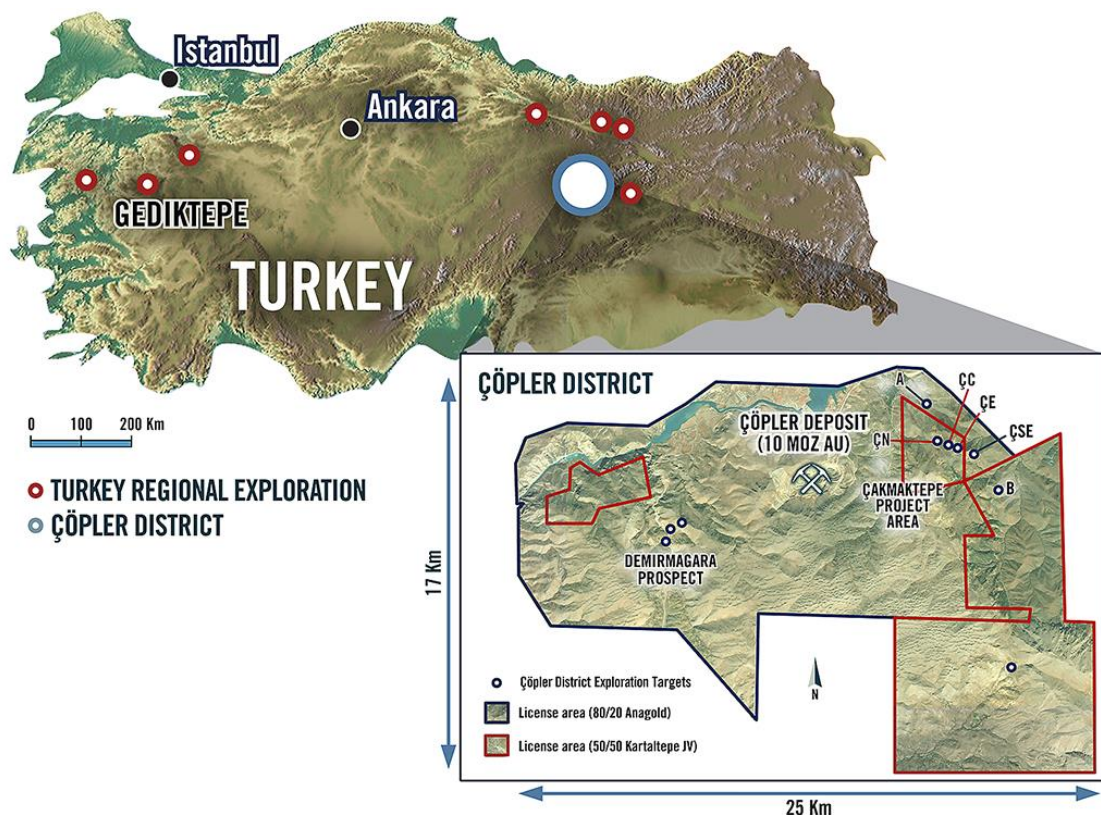 Istanbul
Ankara
GEDIKTEPE
TURKEY
0 100 200 Km
TURKEY REGIONAL EXPLORATION
ÇÖPLER DISTRICT
ÇÖPLER DISTRICT
A
ÇC
ÇE
ÇÖPLER DEPOSIT
(10 MOZ AU)
ÇN
ÇSE
ÇAKMAKTEPE
PROJECT
AREA
B
DEMIRMAGARA
PROSPECT
17 Km
Çöpler District Exploration Targets
License area (80/20 Anagold)
License area (50/50 Kartaltepe JV)
N
25 Km